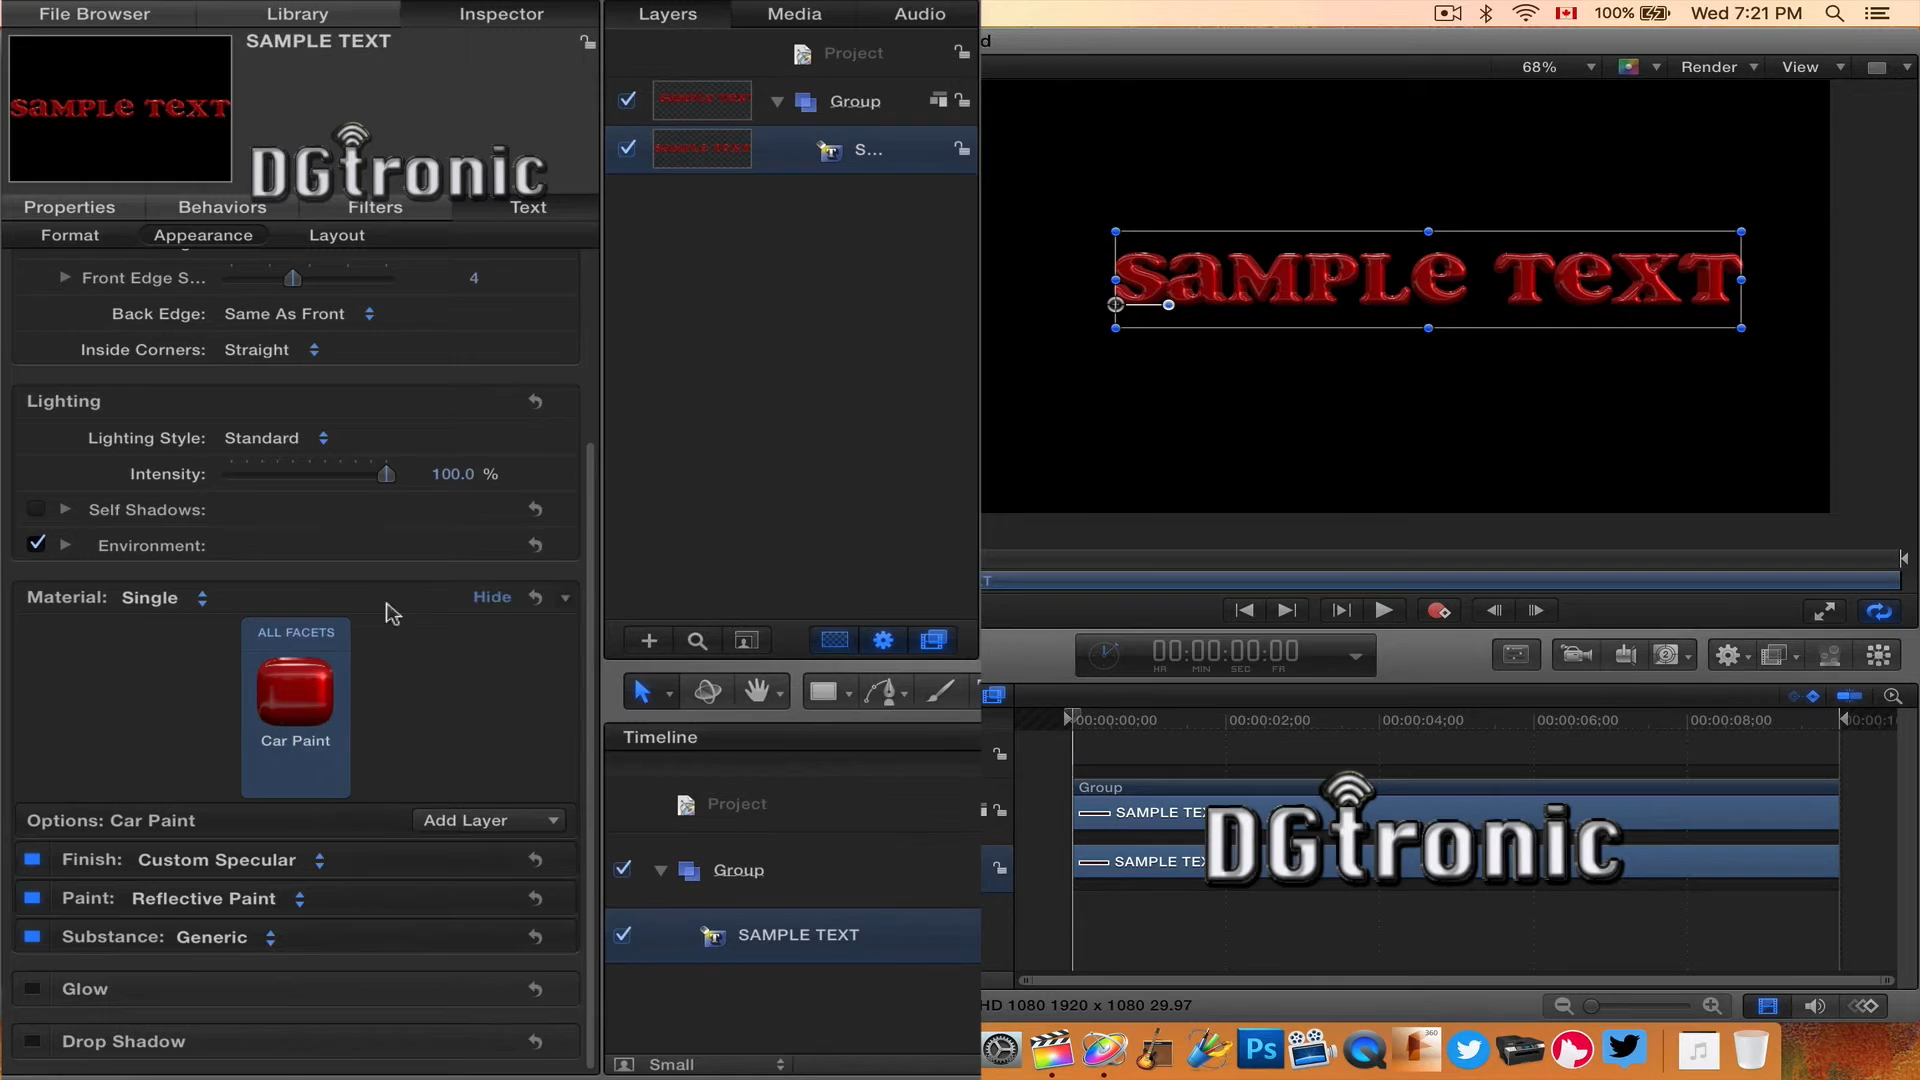 File Browser
Library
Inspector
SAMPLE TEXT
SAMPLE TEXT
DGtronic
Properties
Behaviors
Filters
Text
Format
Appearance
Layout
Front Edge S...
4
Back Edge: Same As Front
Inside Corners: Straight
Lighting
Lighting Style: Standard
Intensity: 100.0 %
Self Shadows:
Environment:
Material: Single
Hide
ALL FACETS
Car Paint
Options: Car Paint
Add Layer
Finish: Custom Specular
Paint: Reflective Paint
Substance: Generic
Glow
Drop Shadow
Layers
Media
Audio
Project
Group
S...
Timeline
Project
Group
SAMPLE TEXT
Small
100%
Wed 7:21 PM
d
68%
Render
View
SAMPLE TEXT
T
00:00:00:00
HR MIN SEC FR
00:00:00;00
00:00:02;00
00:00:04;00
00:00:06;00
00:00:08;00
Group
SAMPLE TE
SAMPLE TEX
DGtronic
HD 1080 1920 x 1080 29.97
Ps
360